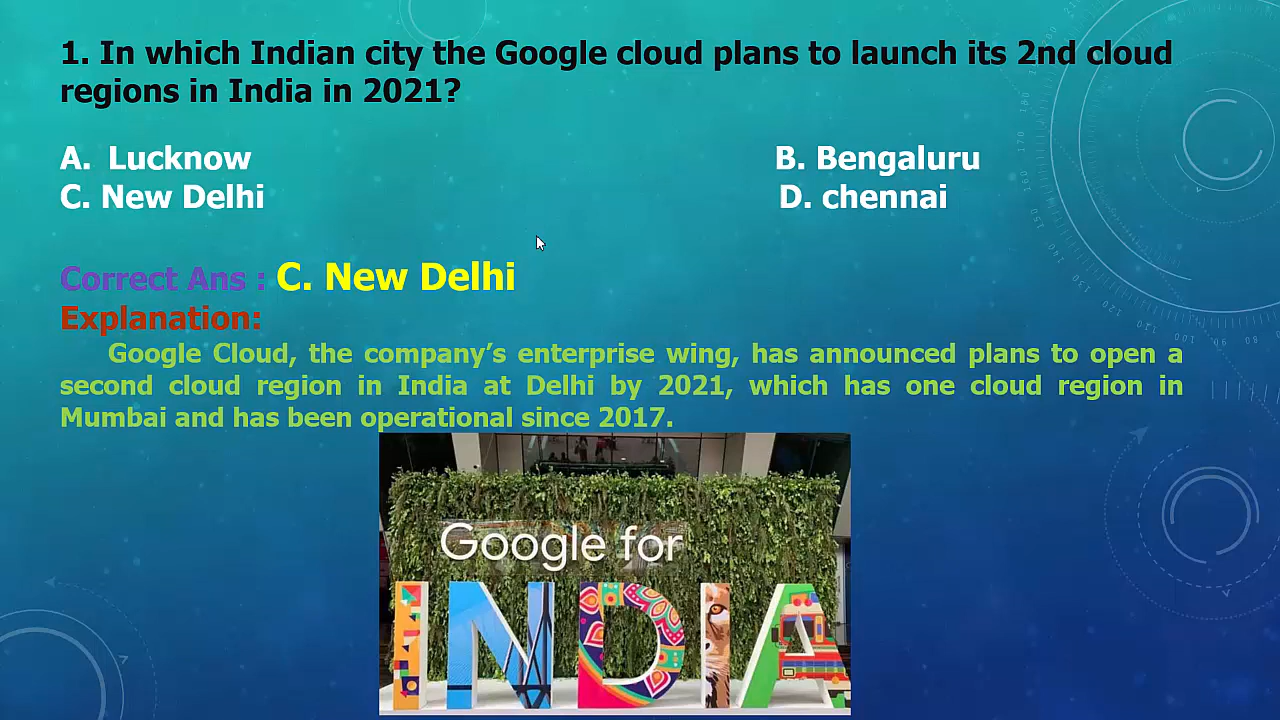 1. In which Indian city the Google cloud plans to launch its 2nd cloud
regions in India in 2021?
A. Lucknow B. Bengaluru
C. New Delhi D. chennai
Correct Ans : C. New Delhi
Explanation:
Google Cloud, the company’s enterprise wing, has announced plans to open a
second cloud region in India at Delhi by 2021, which has one cloud region in
Mumbai and has been operational since 2017.
Google for
INDIA